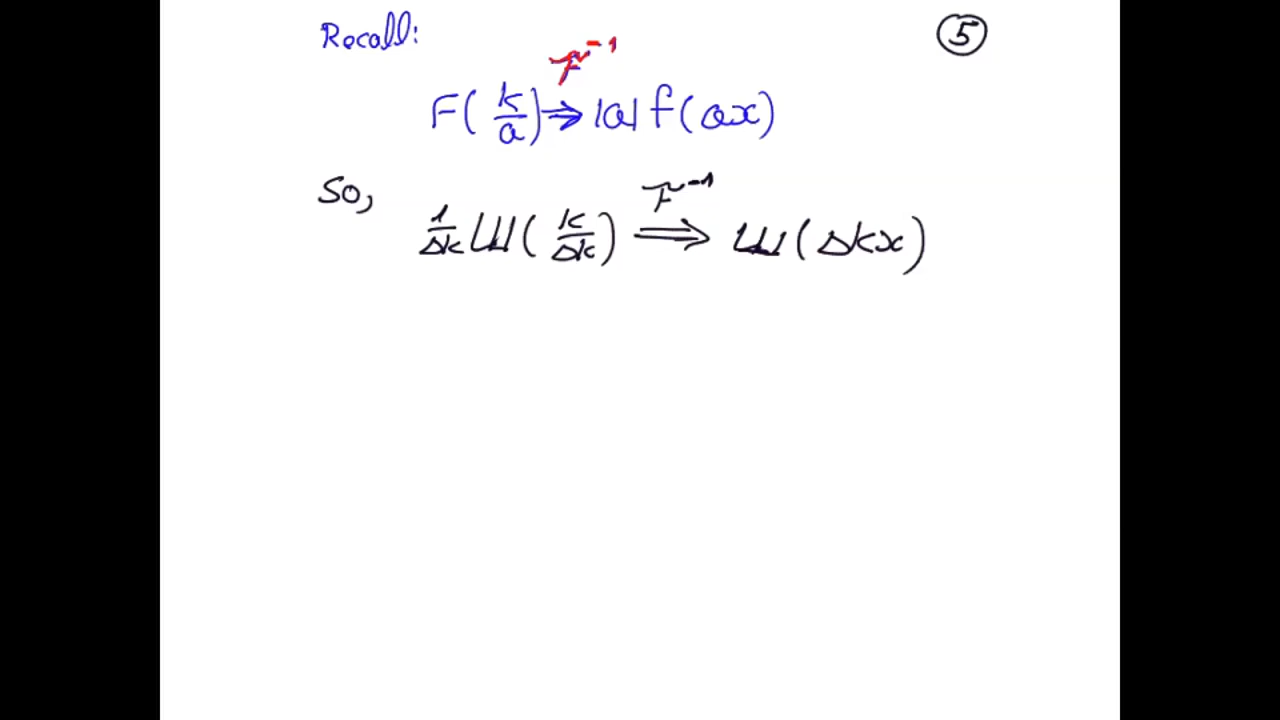 Recall: ⑤
F(k/a) ⇒ |a| f(ax) ℱ⁻¹
So,
1/Δk Ш(k/Δk) ⇒ Ш(Δkx) ℱ⁻¹